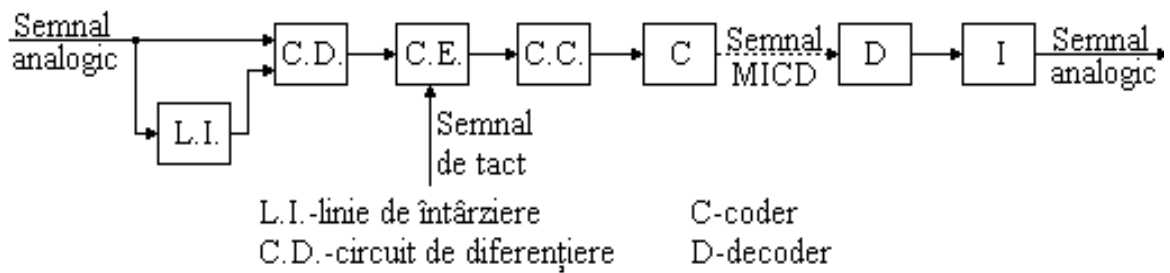 Semnal
analogic
C.D.
C.E.
C.C.
C
Semnal
MICD
D
I
Semnal
analogic
L.I.
Semnal
de tact
L.I.-linie de întârziere
C-coder
C.D.-circuit de diferențiere
D-decoder